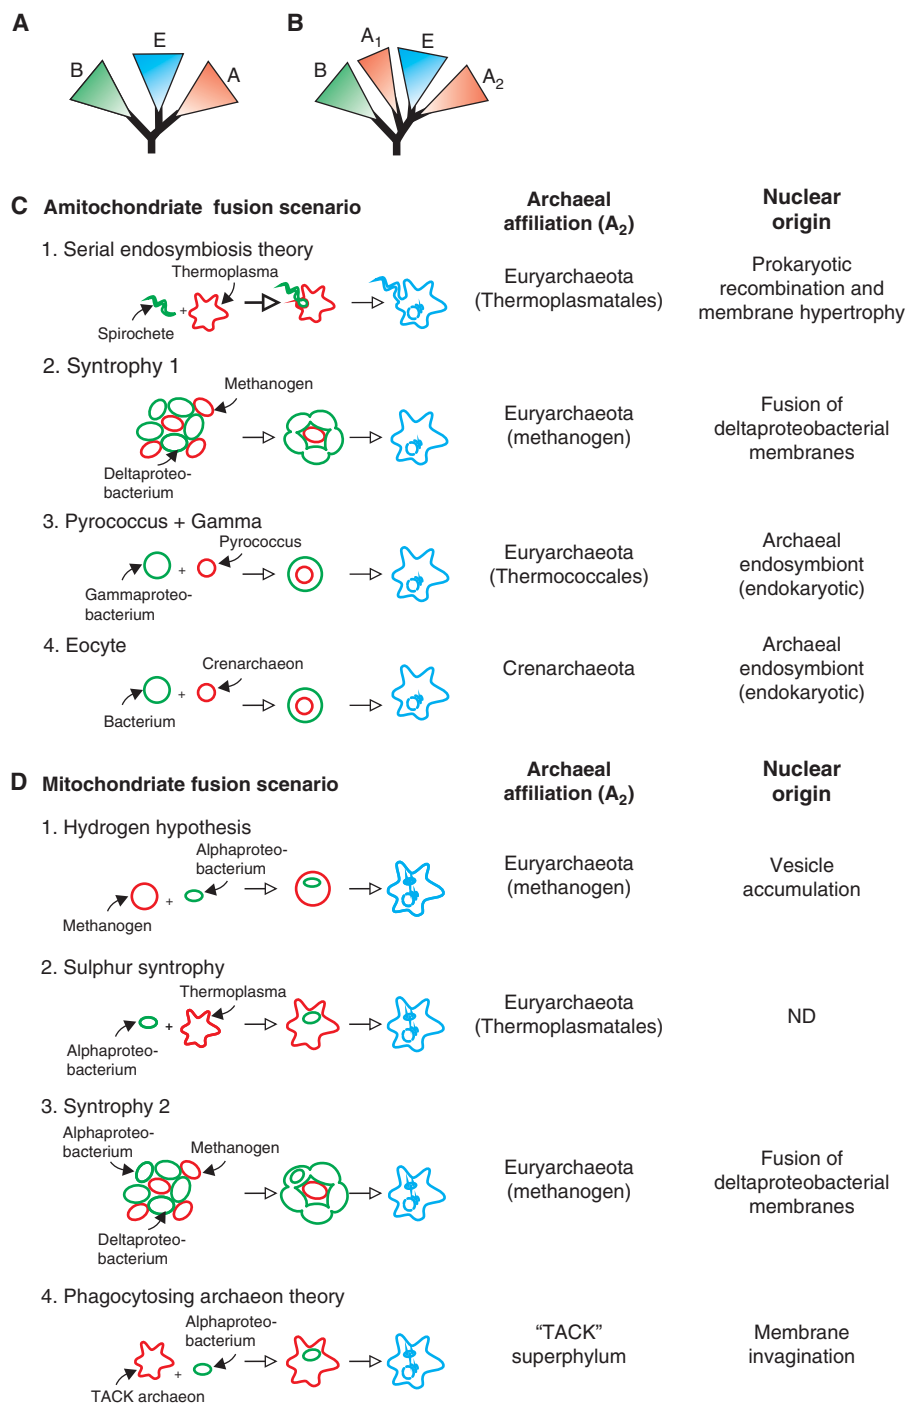 A
B
B
E
A
B
A1
E
A2
C Amitochondriate fusion scenario
Archaeal
affiliation (A2)
Nuclear
origin
1. Serial endosymbiosis theory
Thermoplasma
+
Spirochete
Euryarchaeota
(Thermoplasmatales)
Prokaryotic
recombination and
membrane hypertrophy
2. Syntrophy 1
Methanogen
Deltaproteo-
bacterium
Euryarchaeota
(methanogen)
Fusion of
deltaproteobacterial
membranes
3. Pyrococcus + Gamma
Pyrococcus
+
Gammaproteo-
bacterium
Euryarchaeota
(Thermococcales)
Archaeal
endosymbiont
(endokaryotic)
4. Eocyte
Crenarchaeon
+
Bacterium
Crenarchaeota
Archaeal
endosymbiont
(endokaryotic)
D Mitochondriate fusion scenario
Archaeal
affiliation (A2)
Nuclear
origin
1. Hydrogen hypothesis
Alphaproteo-
bacterium
+
Methanogen
Euryarchaeota
(methanogen)
Vesicle
accumulation
2. Sulphur syntrophy
Thermoplasma
+
Alphaproteo-
bacterium
Euryarchaeota
(Thermoplasmatales)
ND
3. Syntrophy 2
Alphaproteo-
bacterium
Methanogen
Deltaproteo-
bacterium
Euryarchaeota
(methanogen)
Fusion of
deltaproteobacterial
membranes
4. Phagocytosing archaeon theory
Alphaproteo-
bacterium
+
TACK archaeon
“TACK”
superphylum
Membrane
invagination